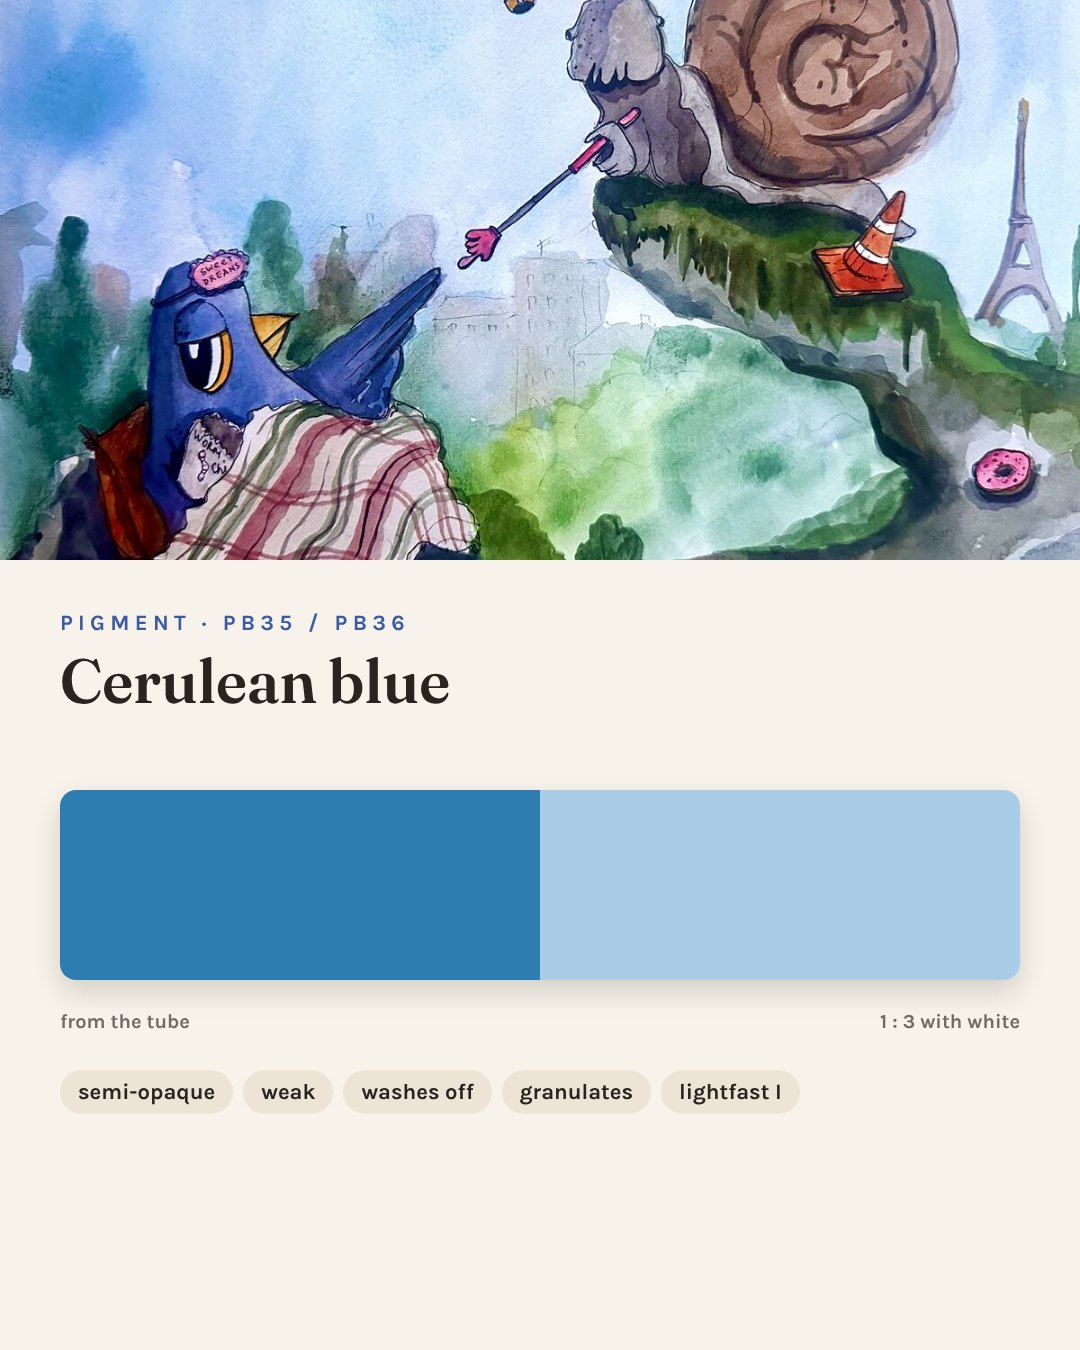 SWEET
DREAMS
PIGMENT · PB35 / PB36
Cerulean blue
from the tube
1 : 3 with white
semi-opaque
weak
washes off
granulates
lightfast I